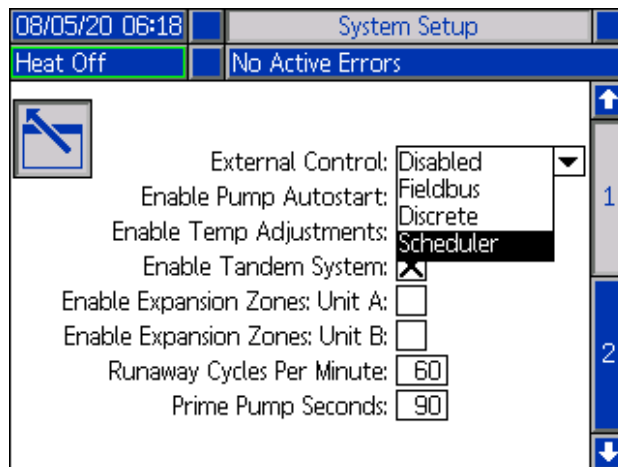 08/05/20 06:18 System Setup
Heat Off No Active Errors
External Control: Disabled
Fieldbus
Discrete
Scheduler
Enable Pump Autostart:
Enable Temp Adjustments:
Enable Tandem System:
Enable Expansion Zones: Unit A:
Enable Expansion Zones: Unit B:
Runaway Cycles Per Minute: 60
Prime Pump Seconds: 90
1
2